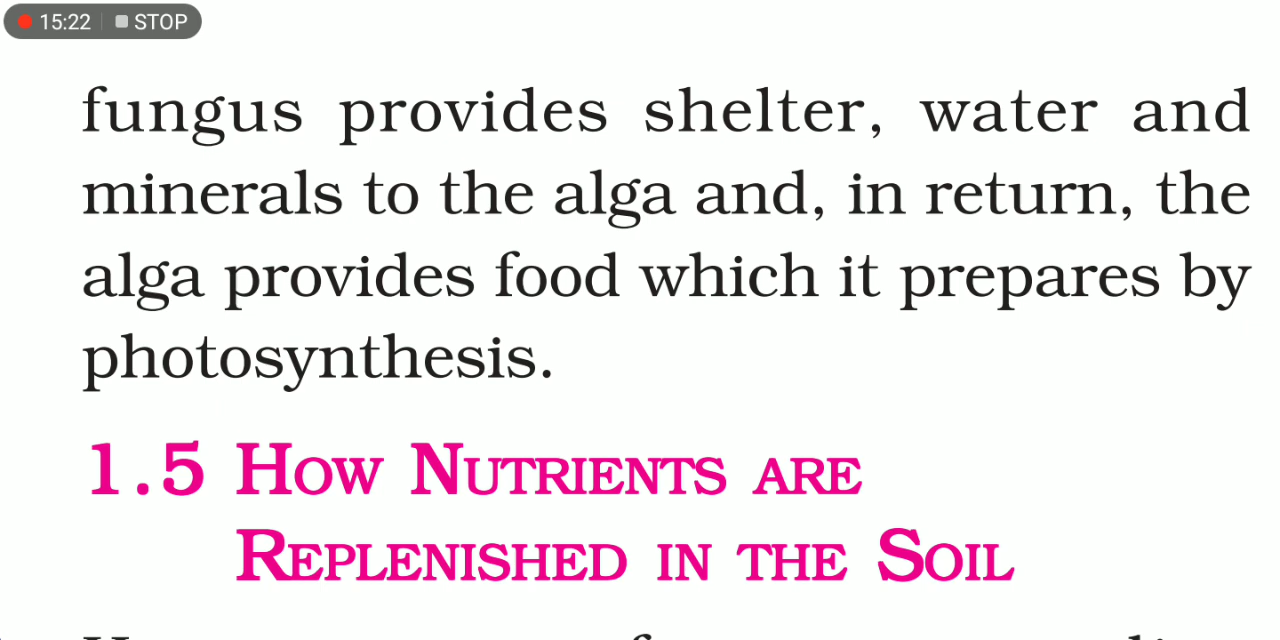 15:22 STOP
fungus provides shelter, water and
minerals to the alga and, in return, the
alga provides food which it prepares by
photosynthesis.
1.5 How Nutrients are
Replenished in the Soil